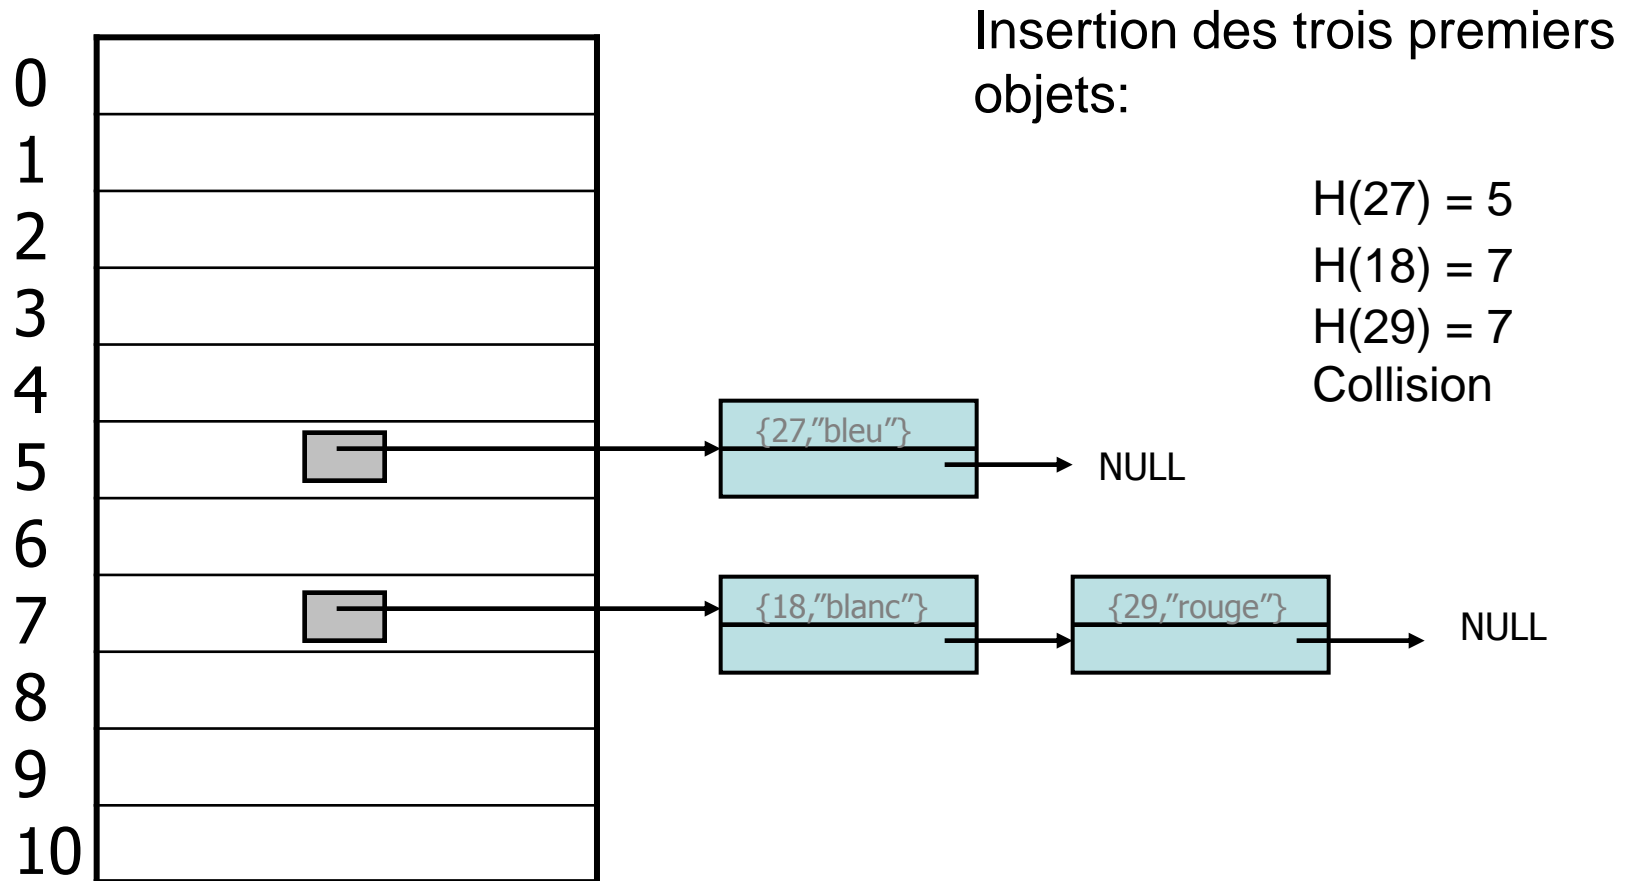 Insertion des trois premiers
objets:
H(27) = 5
H(18) = 7
H(29) = 7
Collision
0
1
2
3
4
5
6
7
8
9
10
{27,”bleu”}
NULL
{18,”blanc”}
{29,”rouge”}
NULL